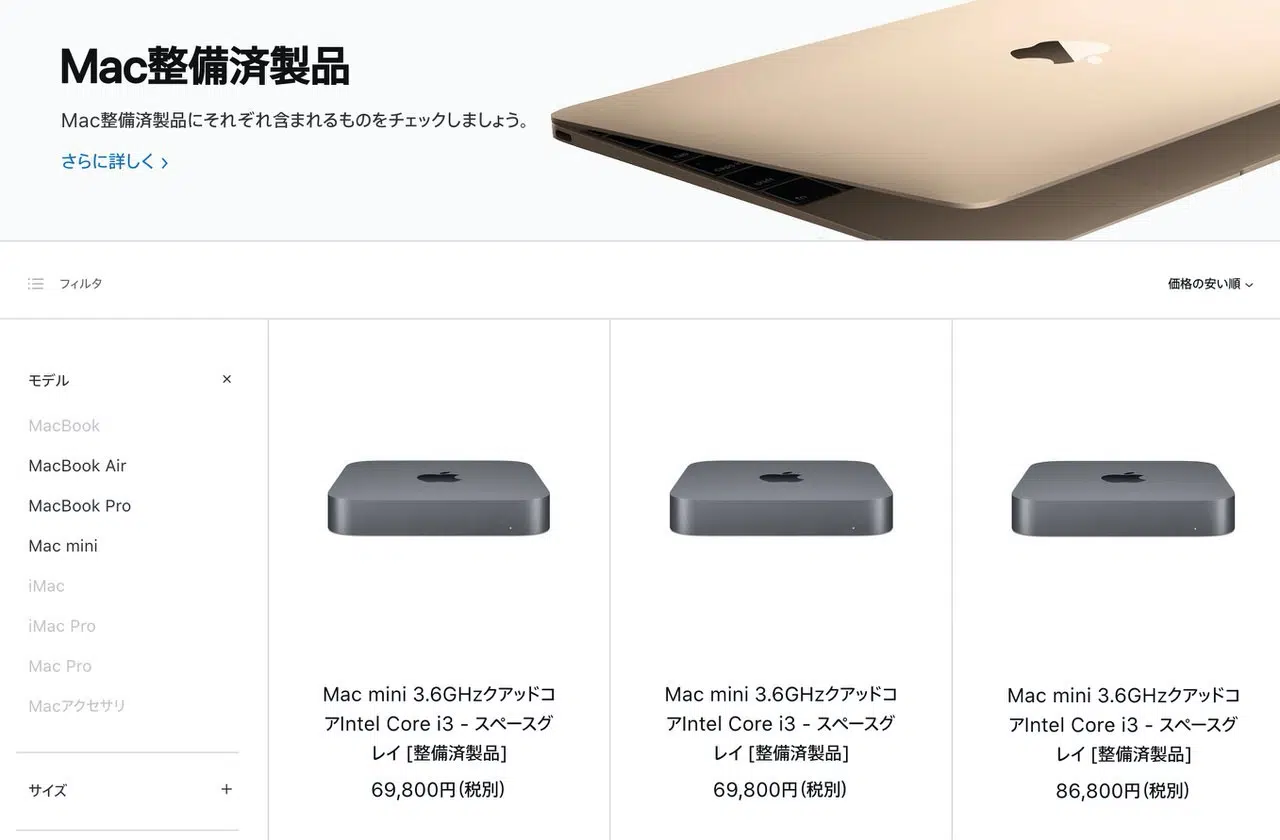 Mac整備済製品
Mac整備済製品にそれぞれ含まれるものをチェックしましょう。
さらに詳しく >
フィルタ
価格の安い順
モデル ×
MacBook
MacBook Air
MacBook Pro
Mac mini
iMac
iMac Pro
Mac Pro
Macアクセサリ
サイズ +
Mac mini 3.6GHzクアッドコ
アIntel Core i3 - スペースグ
レイ [整備済製品]
69,800円(税別)
Mac mini 3.6GHzクアッドコ
アIntel Core i3 - スペースグ
レイ [整備済製品]
69,800円(税別)
Mac mini 3.6GHzクアッドコ
アIntel Core i3 - スペースグ
レイ [整備済製品]
86,800円(税別)